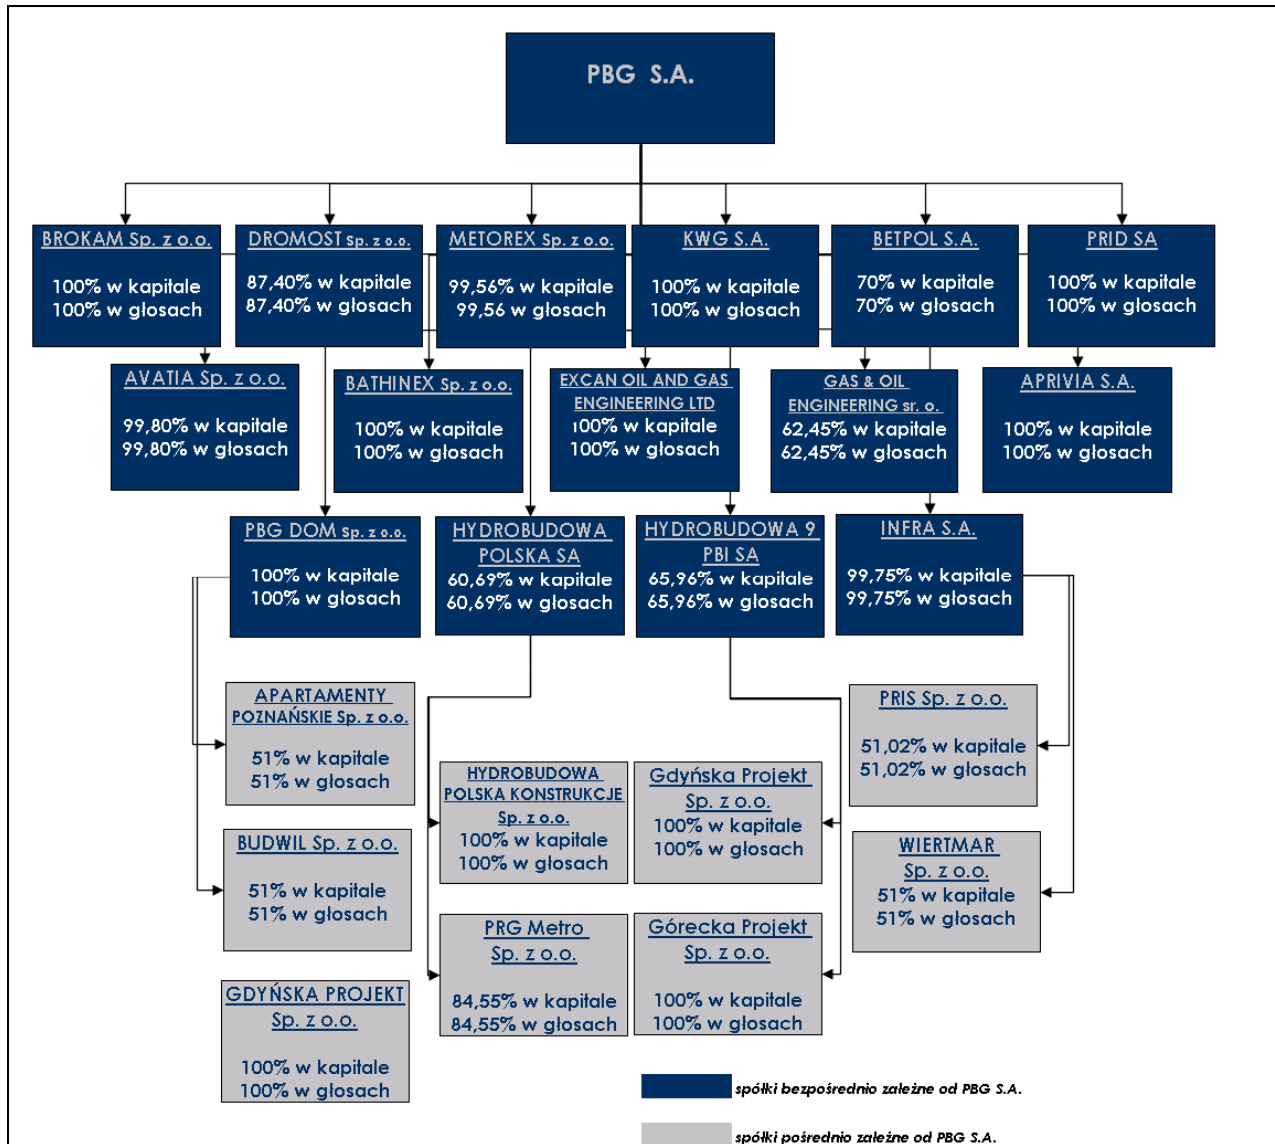 PBG S.A.
BROKAM Sp. z o.o.
100% w kapitale
100% w głosach
DROMOST sp. z o.o.
87,40% w kapitale
87,40% w głosach
METOREX Sp. z o.o.
99,56% w kapitale
99,56 w głosach
KWG S.A.
100% w kapitale
100% w głosach
BETPOL S.A.
70% w kapitale
70% w głosach
PRID SA
100% w kapitale
100% w głosach
AVATIA Sp. z o.o.
99,80% w kapitale
99,80% w głosach
BATHINEX Sp. z o.o.
100% w kapitale
100% w głosach
EXCAN OIL AND GAS
ENGINEERING LTD
100% w kapitale
100% w głosach
GAS & OIL
ENGINEERING sr. o.
62,45% w kapitale
62,45% w głosach
APRIVIA S.A.
100% w kapitale
100% w głosach
PBG DOM Sp. z o.o.
100% w kapitale
100% w głosach
HYDROBUDOWA
POLSKA SA
60,69% w kapitale
60,69% w głosach
HYDROBUDOWA 9
PBI SA
65,96% w kapitale
65,96% w głosach
INFRA S.A.
99,75% w kapitale
99,75% w głosach
APARTAMENTY
POZNAŃSKIE Sp. z o.o.
51% w kapitale
51% w głosach
PRIS Sp. z o.o.
51,02% w kapitale
51,02% w głosach
HYDROBUDOWA
POLSKA KONSTRUKCJE
Sp. z o.o.
100% w kapitale
100% w głosach
Gdyńska Projekt
Sp. z o.o.
100% w kapitale
100% w głosach
BUDWIL Sp. z o.o.
51% w kapitale
51% w głosach
WIERTMAR
Sp. z o.o.
51% w kapitale
51% w głosach
PRG Metro
Sp. z o.o.
84,55% w kapitale
84,55% w głosach
Górecka Projekt
Sp. z o.o.
100% w kapitale
100% w głosach
GDYŃSKA PROJEKT
Sp. z o.o.
100% w kapitale
100% w głosach
spółki bezpośrednio zależne od PBG S.A.
spółki pośrednio zależne od PBG S.A.